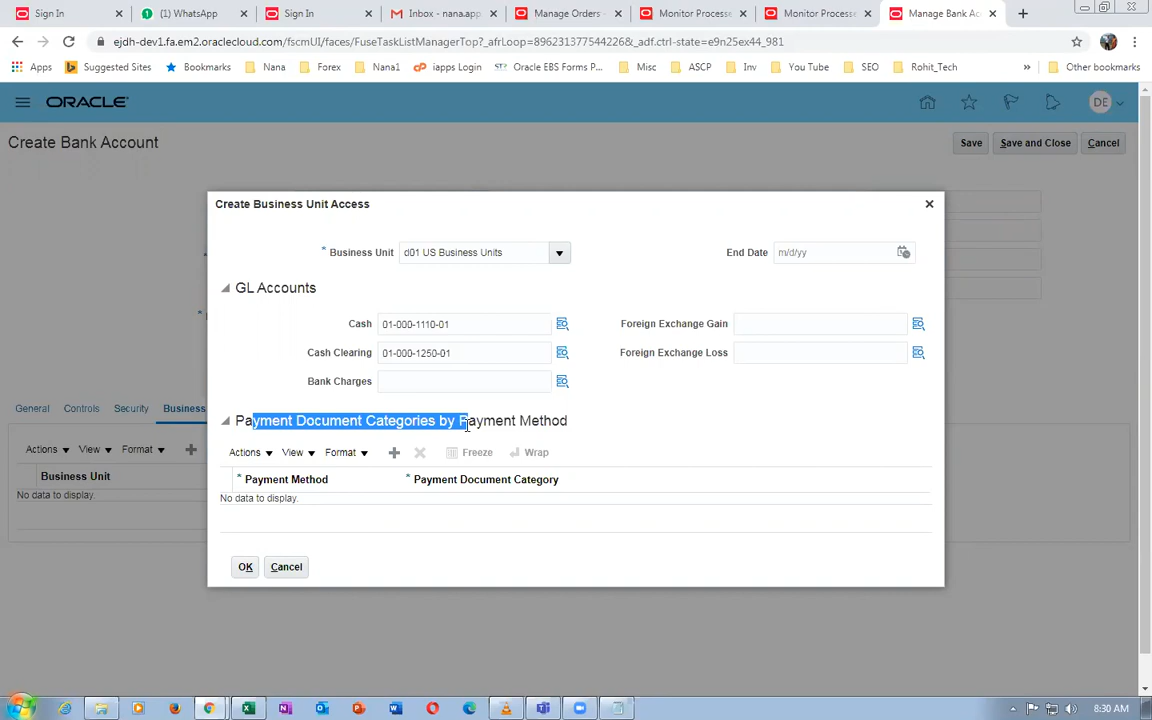 Sign In
(1) WhatsApp
Sign In
Inbox - nana.app
Manage Orders -
Monitor Processe
Monitor Processe
Manage Bank Ac
ejdh-dev1.fa.em2.oraclecloud.com/fscmUI/faces/FuseTaskListManagerTop?_afrLoop=896231377544226&_adf.ctrl-state=e9n25ex44_981
Apps
Suggested Sites
Bookmarks
Nana
Forex
Nana1
iapps Login
Oracle EBS Forms P...
Misc
ASCP
Inv
You Tube
SEO
Rohit_Tech
»
Other bookmarks
ORACLE
DE
Create Bank Account
Save
Save and Close
Cancel
Create Business Unit Access
* Business Unit d01 US Business Units
End Date m/d/yy
GL Accounts
Cash 01-000-1110-01
Foreign Exchange Gain
Cash Clearing 01-000-1250-01
Foreign Exchange Loss
Bank Charges
General
Controls
Security
Business
Payment Document Categories by Payment Method
Actions
View
Format
Actions
View
Format
Freeze
Wrap
Business Unit
* Payment Method
* Payment Document Category
No data to display.
No data to display.
OK
Cancel
8:30 AM